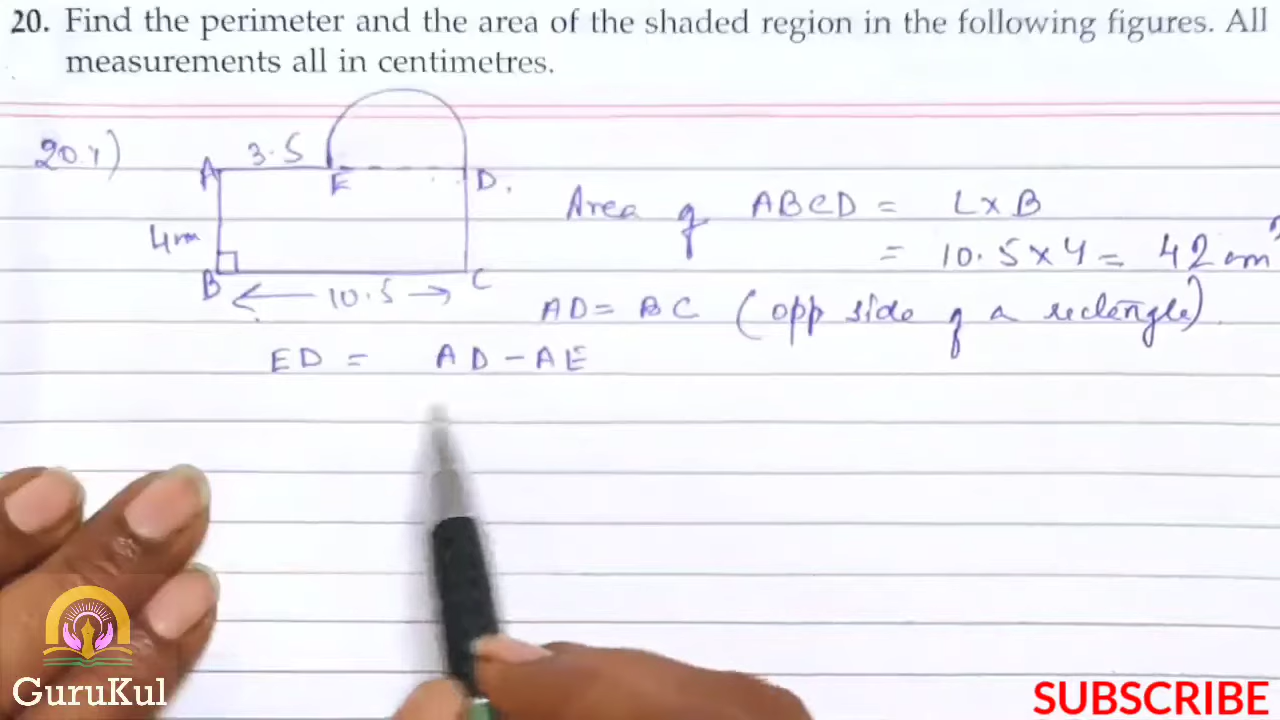 20. Find the perimeter and the area of the shaded region in the following figures. All
measurements all in centimetres.
20.1)
3.5
A
E
D.
4cm
B
C
10.5
Area of ABCD = L×B
= 10.5×4 = 42 cm²
AD = BC (opp side of a rectangle)
ED = AD - AE
GuruKul
SUBSCRIBE